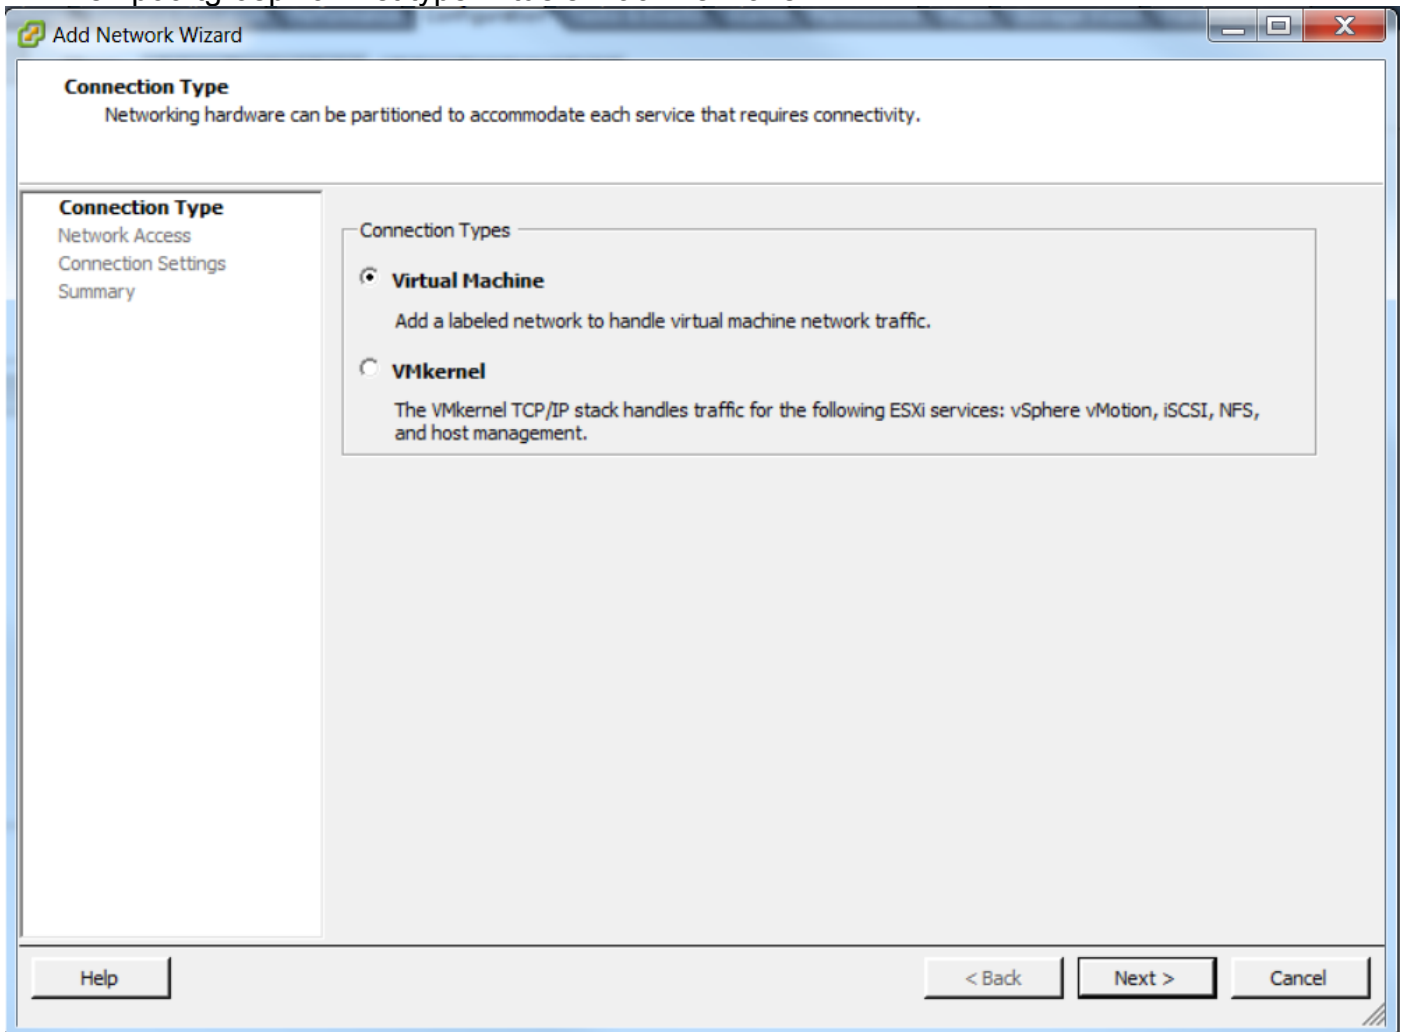 Add Network Wizard
Connection Type
Networking hardware can be partitioned to accommodate each service that requires connectivity.
Connection Type
Network Access
Connection Settings
Summary
Connection Types
Virtual Machine
Add a labeled network to handle virtual machine network traffic.
VMkernel
The VMkernel TCP/IP stack handles traffic for the following ESXi services: vSphere vMotion, iSCSI, NFS,
and host management.
Help
< Back
Next >
Cancel